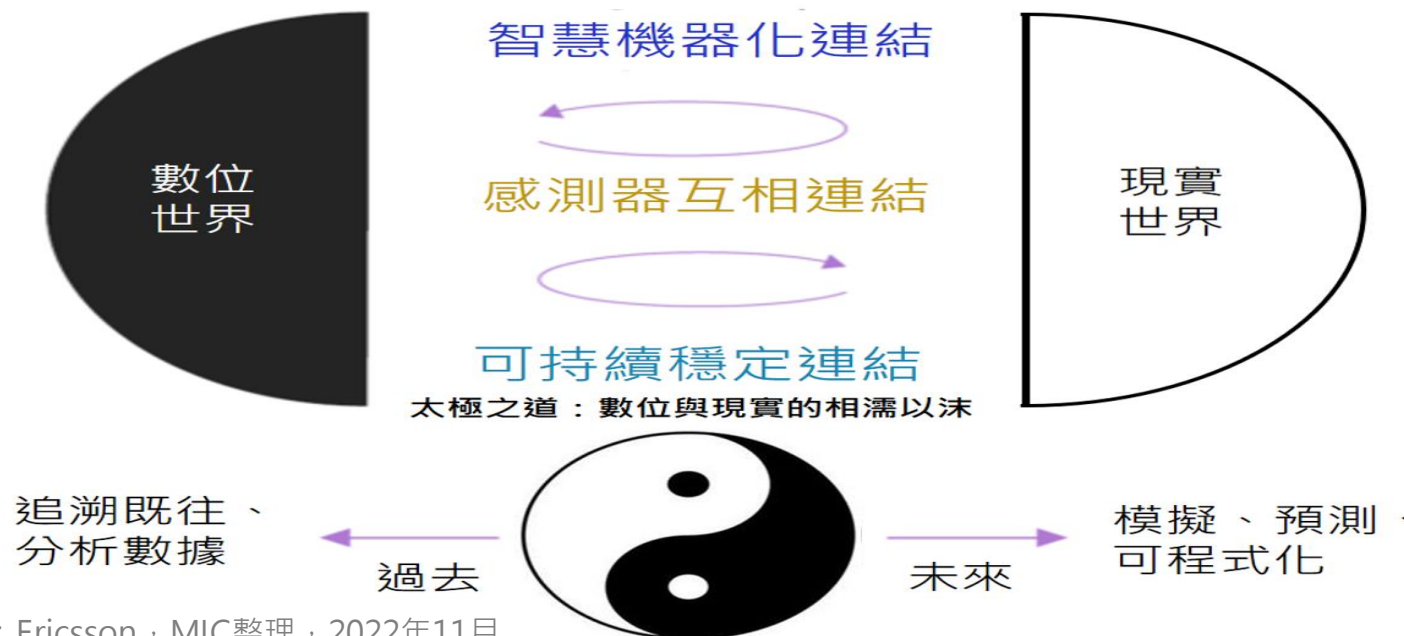 智慧機器化連結
數位
世界
感測器互相連結
現實
世界
可持續穩定連結
太極之道：數位與現實的相濡以沫
追溯既往、
分析數據
過去
未來
模擬、預測、
可程式化
：Ericsson，MIC整理，2022年11月